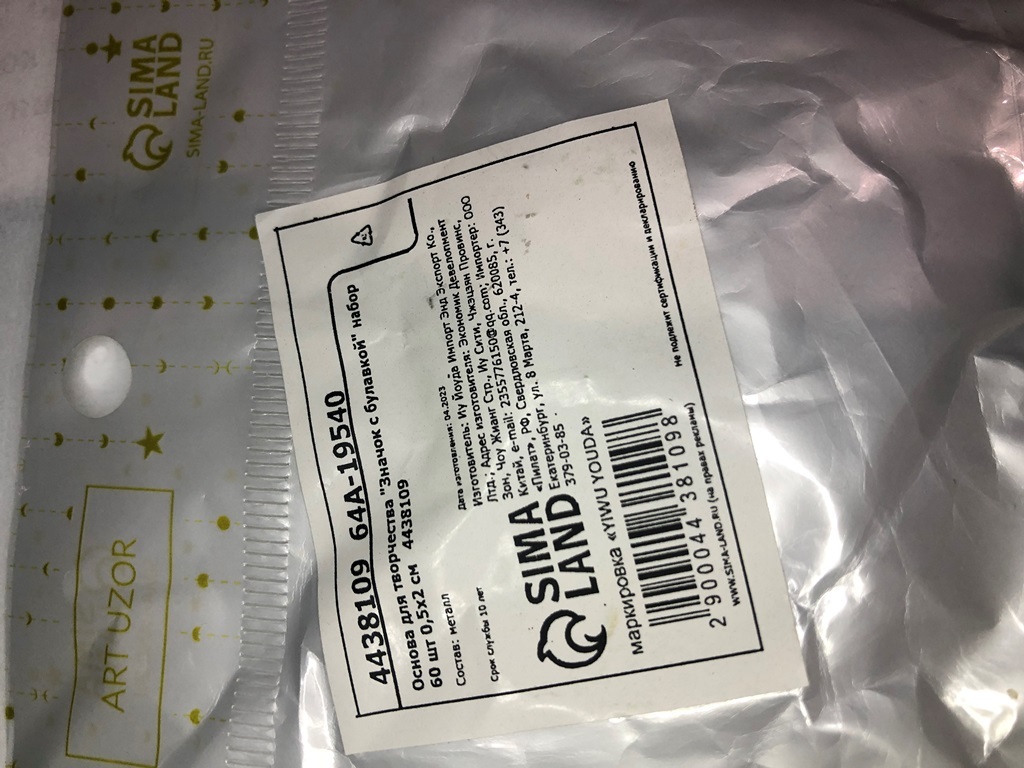 SIMA
LAND
SIMA-LAND.RU
ART UZOR
4438109 64A-19540
Основа для творчества "Значок с булавкой" набор
60 шт 0,5х2 см 4438109
Состав: металл
Срок службы 10 лет
Дата изготовления: 04.2023
Изготовитель: Иу Йоуда Импорт Энд Экспорт Ко.,
Лтд.; Адрес изготовителя: Экономик Девелопмент
Зон, Чоу Жианг Стр., Иу Сити, Чжэцзян Провинс,
Китай, e-mail: 2355776150@qq.com; Импортер: ООО
«Пилат», РФ, Свердловская обл., 620085, г.
Екатеринбург, ул. 8 Марта, 212-4, тел.: +7 (343)
379-03-85
SIMA
LAND
Маркировка «YIWU YOUDA»
2 900044 381098
WWW.SIMA-LAND.RU (на правах рекламы)
Не подлежит сертификации и декларированию